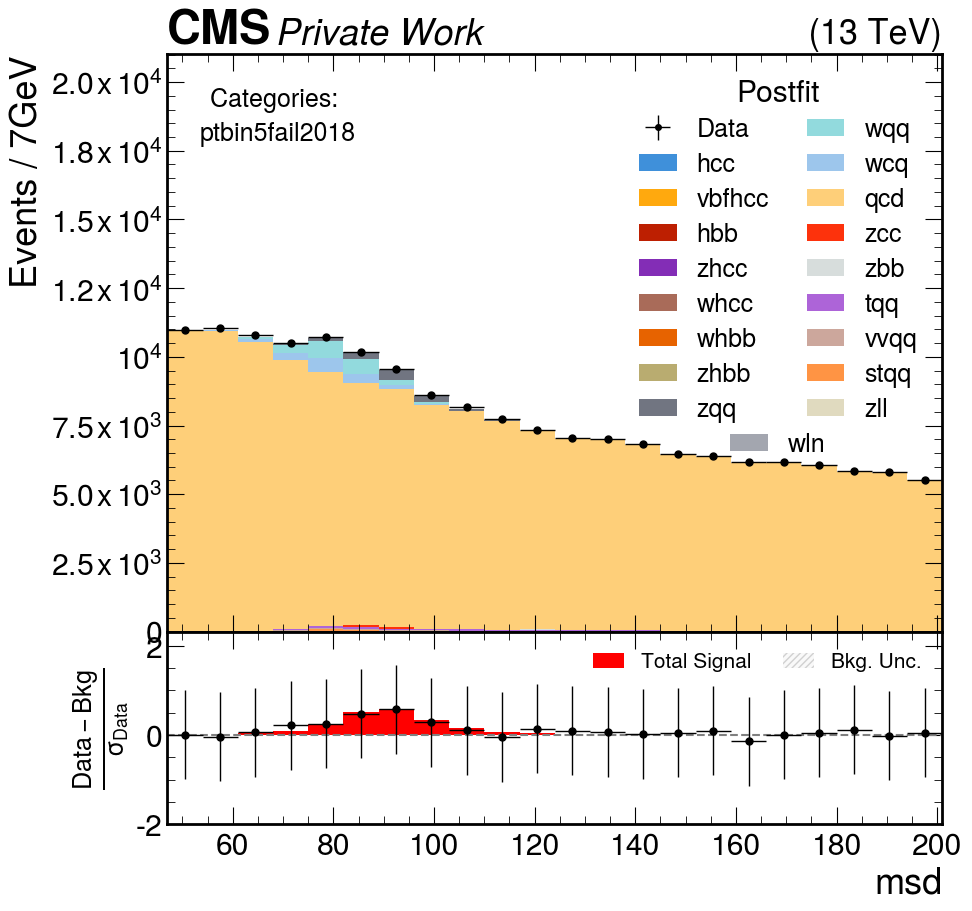 CMS Private Work (13 TeV)
Events / 7GeV
2.0 x 10⁴
1.8 x 10⁴
1.5 x 10⁴
1.2 x 10⁴
10⁴
7.5 x 10³
5.0 x 10³
2.5 x 10³
0
Categories:
ptbin5fail2018
Postfit
Data
hcc
vbfhcc
hbb
zhcc
whcc
whbb
zhbb
zqq
wqq
wcq
qcd
zcc
zbb
tqq
vvqq
stqq
zll
wln
Data – Bkg
σData
2
0
-2
Total Signal
Bkg. Unc.
60 80 100 120 140 160 180 200
msd